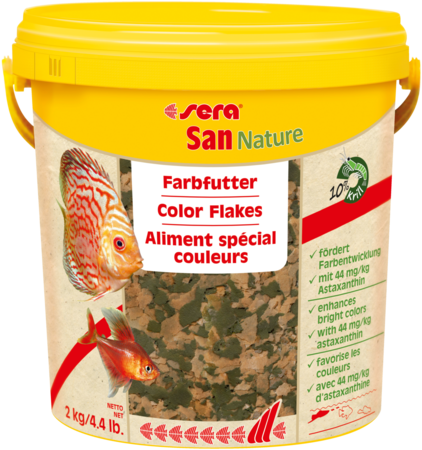 sera
San Nature
Farbfutter
Color Flakes
Aliment spécial
couleurs
10% Krill
fördert
Farbentwicklung
mit 44 mg/kg
Astaxanthin
enhances
bright colors
with 44 mg/kg
astaxanthin
favorise les
couleurs
avec 44 mg/kg
d'astaxanthine
NETTO
NET
2 kg/4.4 lb.